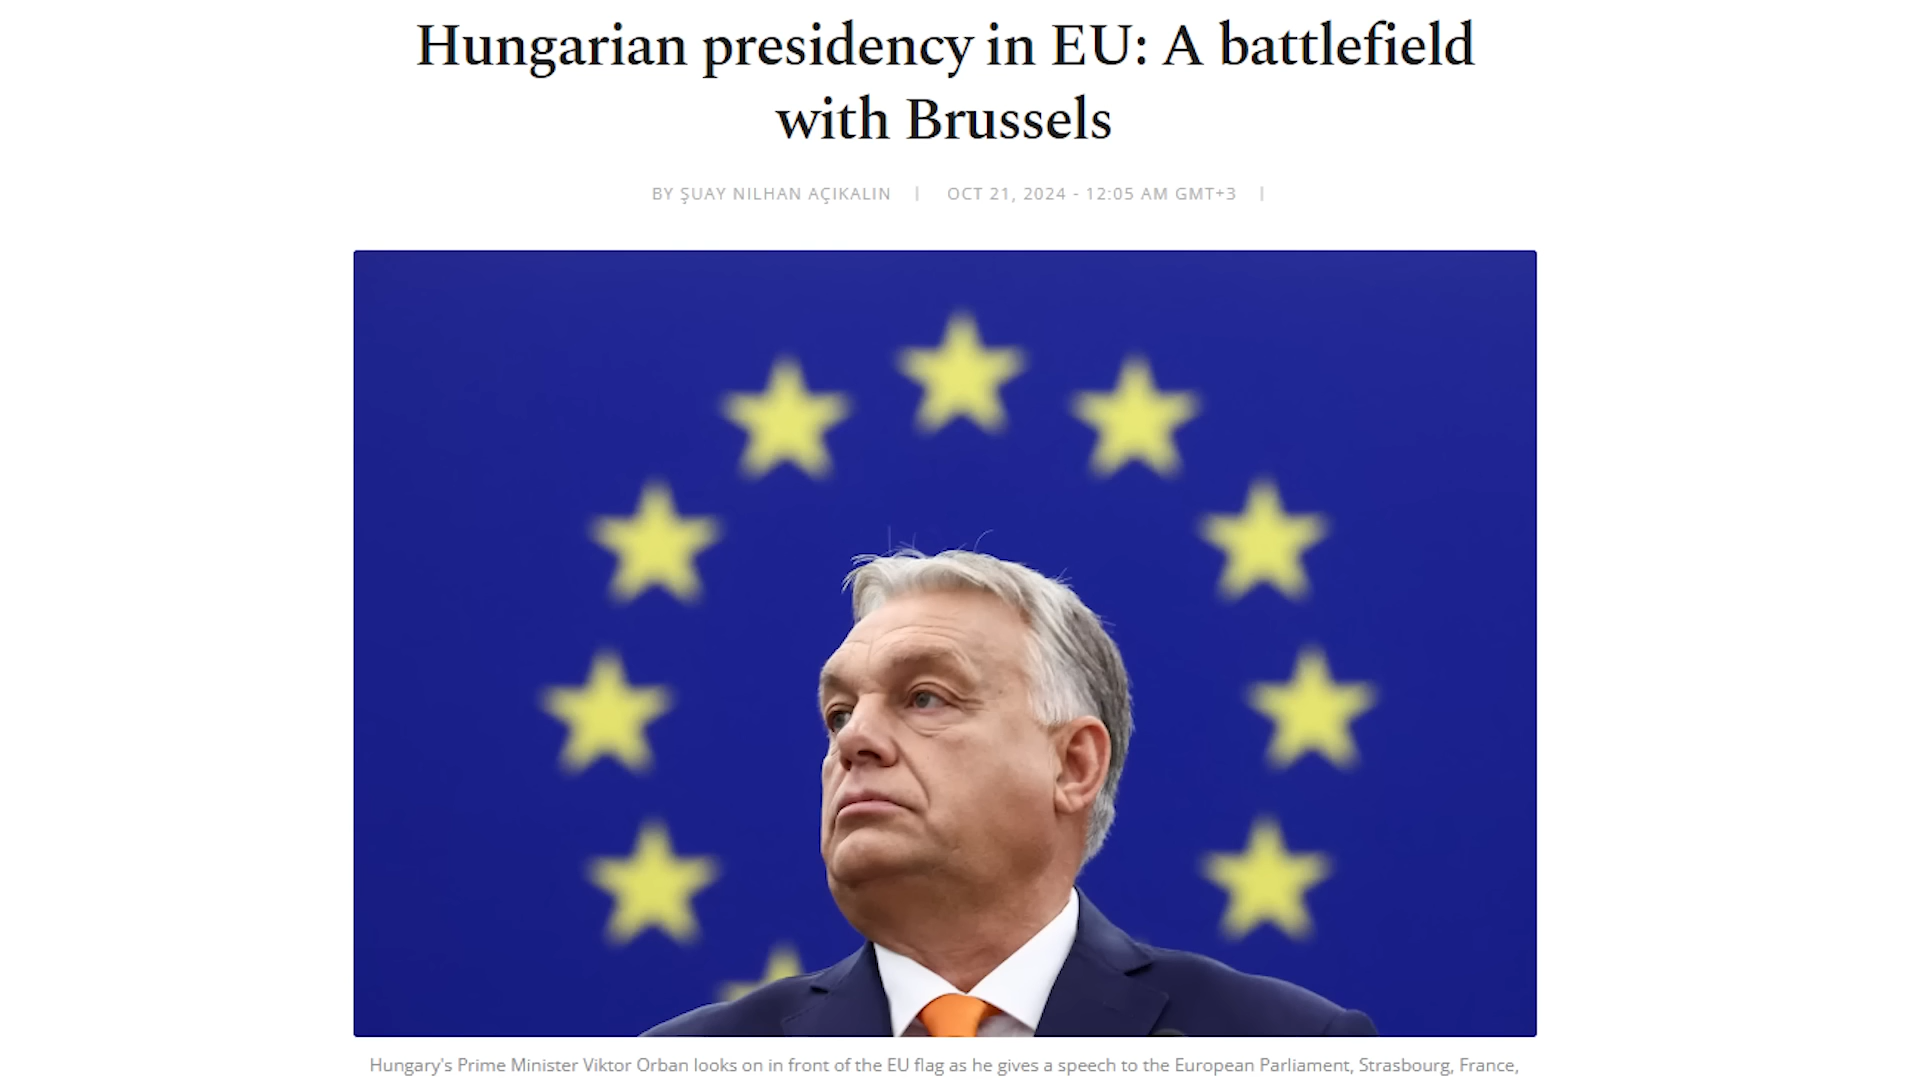 Hungarian presidency in EU: A battlefield
with Brussels
BY ŞUAY NILHAN AÇIKALIN | OCT 21, 2024 - 12:05 AM GMT+3 |
Hungary's Prime Minister Viktor Orban looks on in front of the EU flag as he gives a speech to the European Parliament, Strasbourg, France,